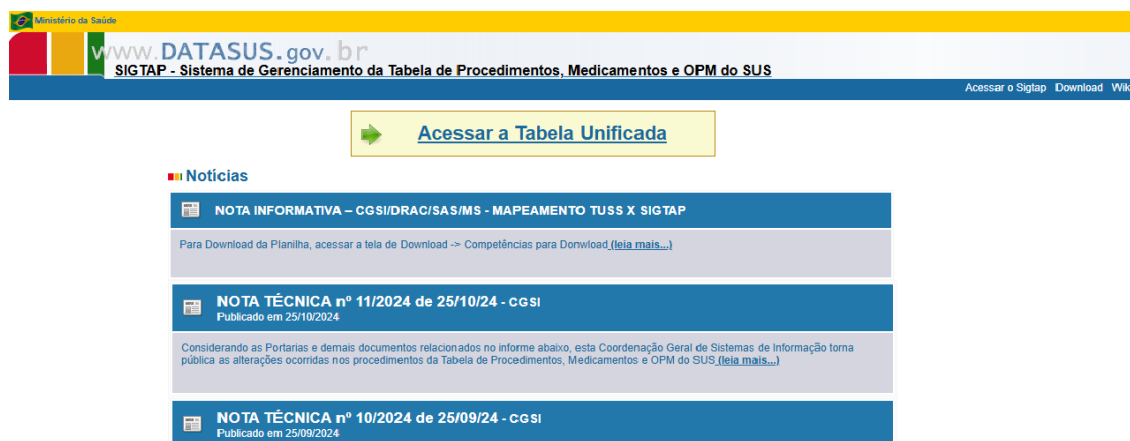 Ministério da Saúde
www.DATASUS.gov.br
SIGTAP - Sistema de Gerenciamento da Tabela de Procedimentos, Medicamentos e OPM do SUS
Acessar o Sigtap Download Wik
Acessar a Tabela Unificada
Notícias
NOTA INFORMATIVA – CGSI/DRAC/SAS/MS - MAPEAMENTO TUSS X SIGTAP
Para Download da Planilha, acessar a tela de Download -> Competências para Donwload (leia mais...)
NOTA TÉCNICA nº 11/2024 de 25/10/24 - CGSI
Publicado em 25/10/2024
Considerando as Portarias e demais documentos relacionados no informe abaixo, esta Coordenação Geral de Sistemas de Informação torna
pública as alterações ocorridas nos procedimentos da Tabela de Procedimentos, Medicamentos e OPM do SUS (leia mais...)
NOTA TÉCNICA nº 10/2024 de 25/09/24 - CGSI
Publicado em 25/09/2024